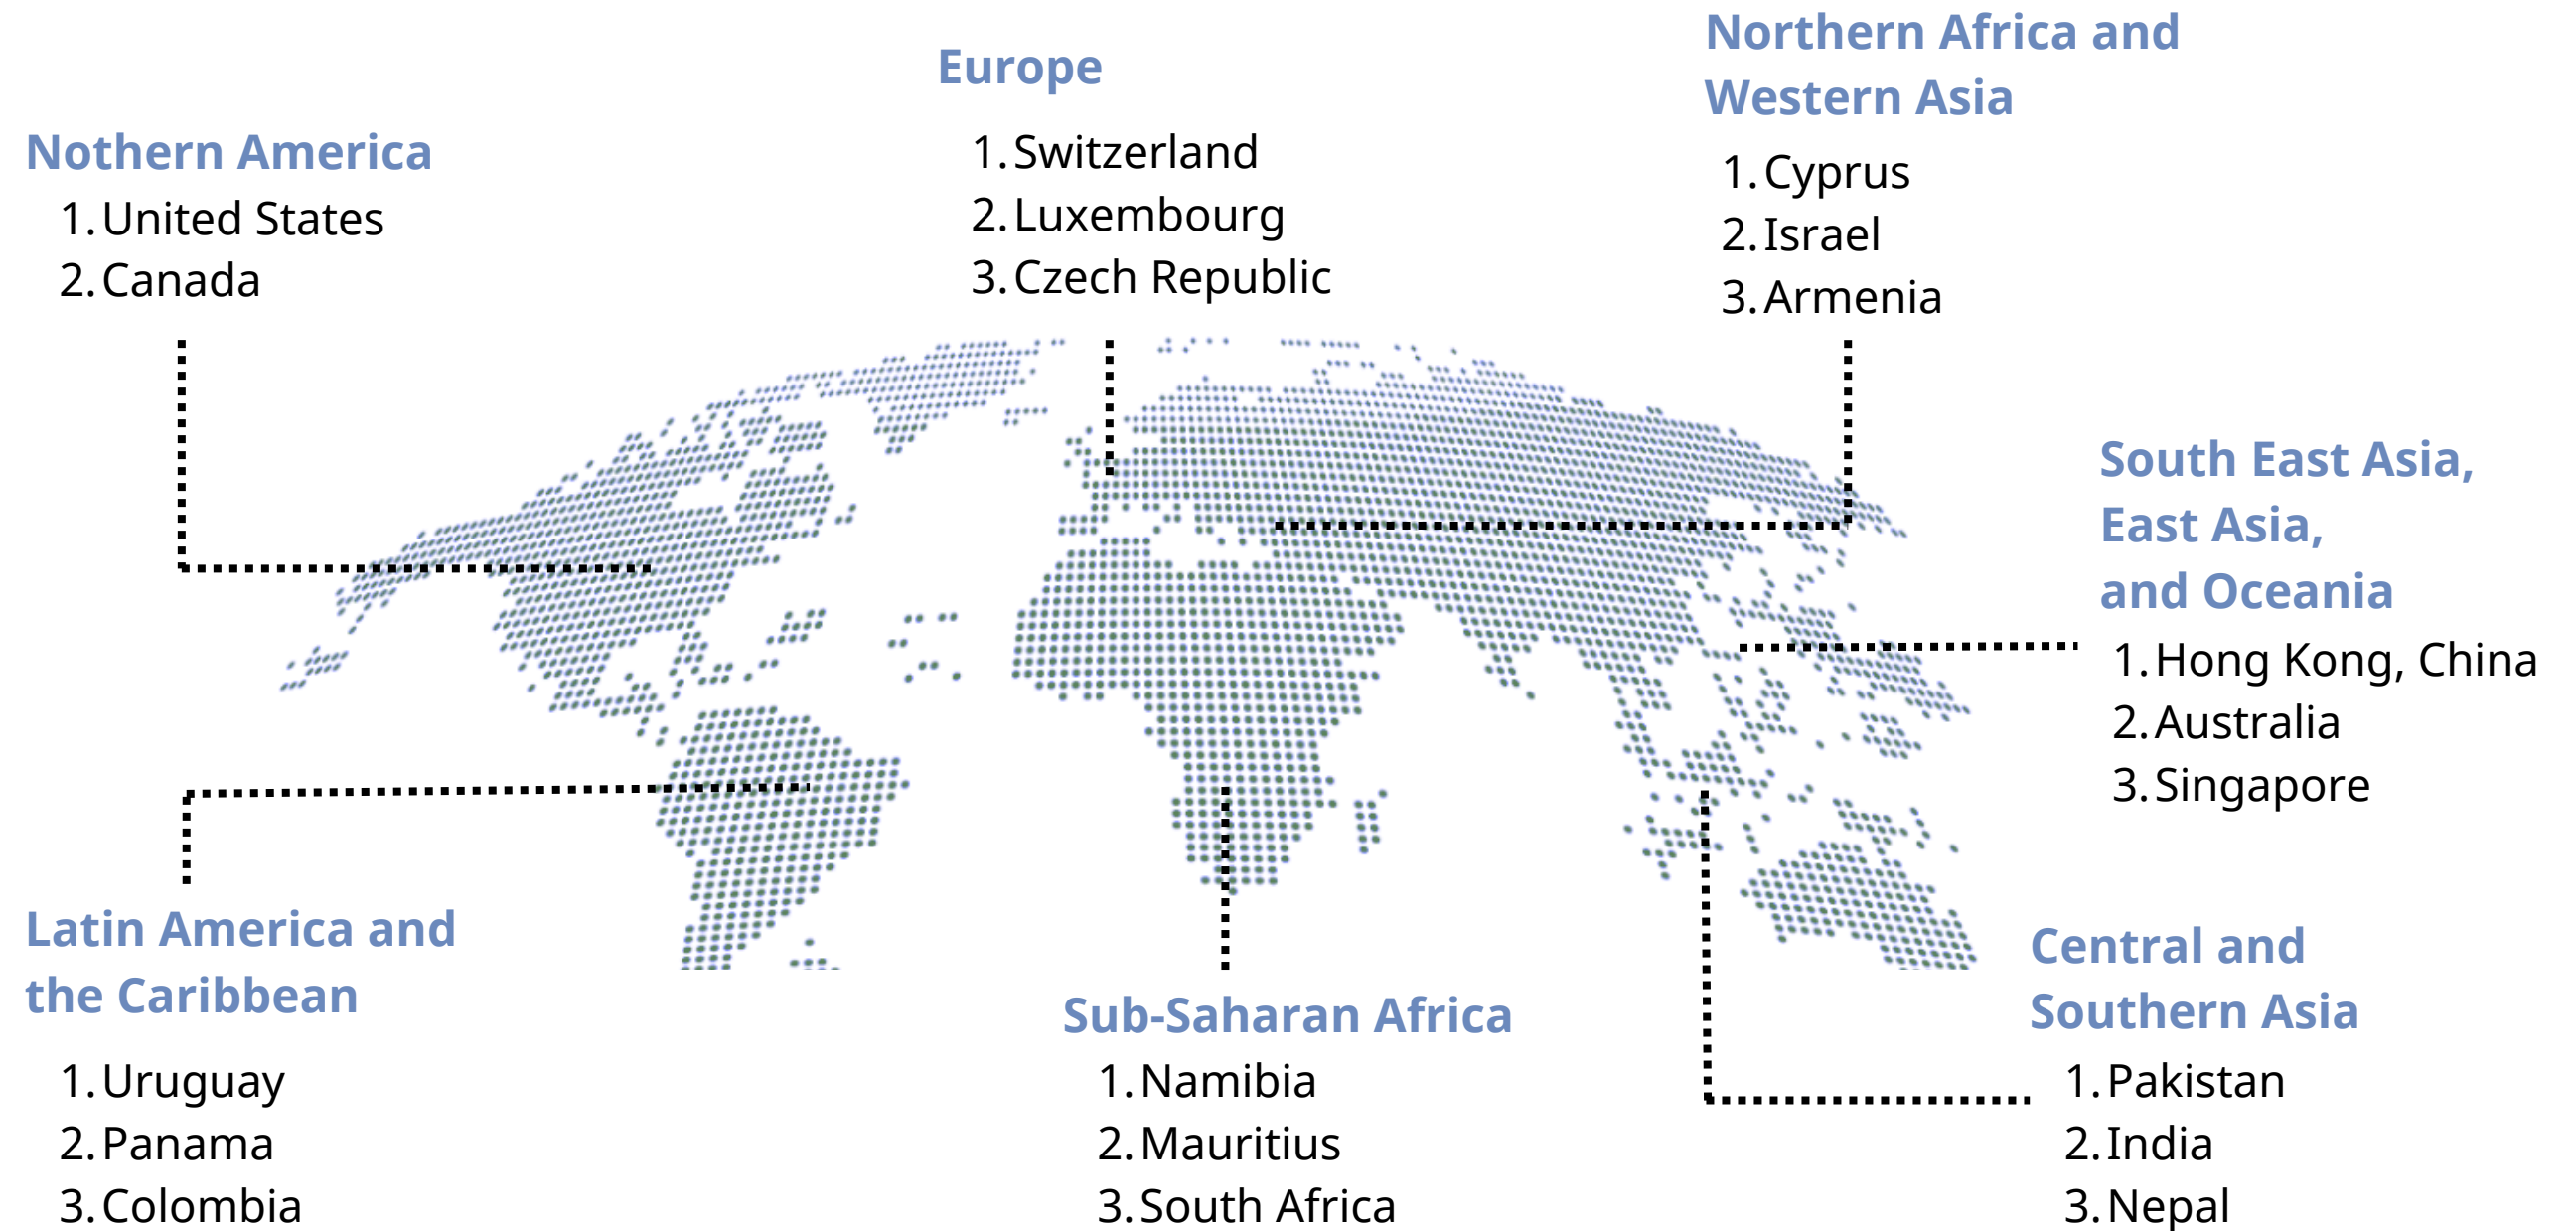 Nothern America
1. United States
2. Canada
Europe
1. Switzerland
2. Luxembourg
3. Czech Republic
Northern Africa and
Western Asia
1. Cyprus
2. Israel
3. Armenia
South East Asia,
East Asia,
and Oceania
1. Hong Kong, China
2. Australia
3. Singapore
Latin America and
the Caribbean
1. Uruguay
2. Panama
3. Colombia
Sub-Saharan Africa
1. Namibia
2. Mauritius
3. South Africa
Central and
Southern Asia
1. Pakistan
2. India
3. Nepal